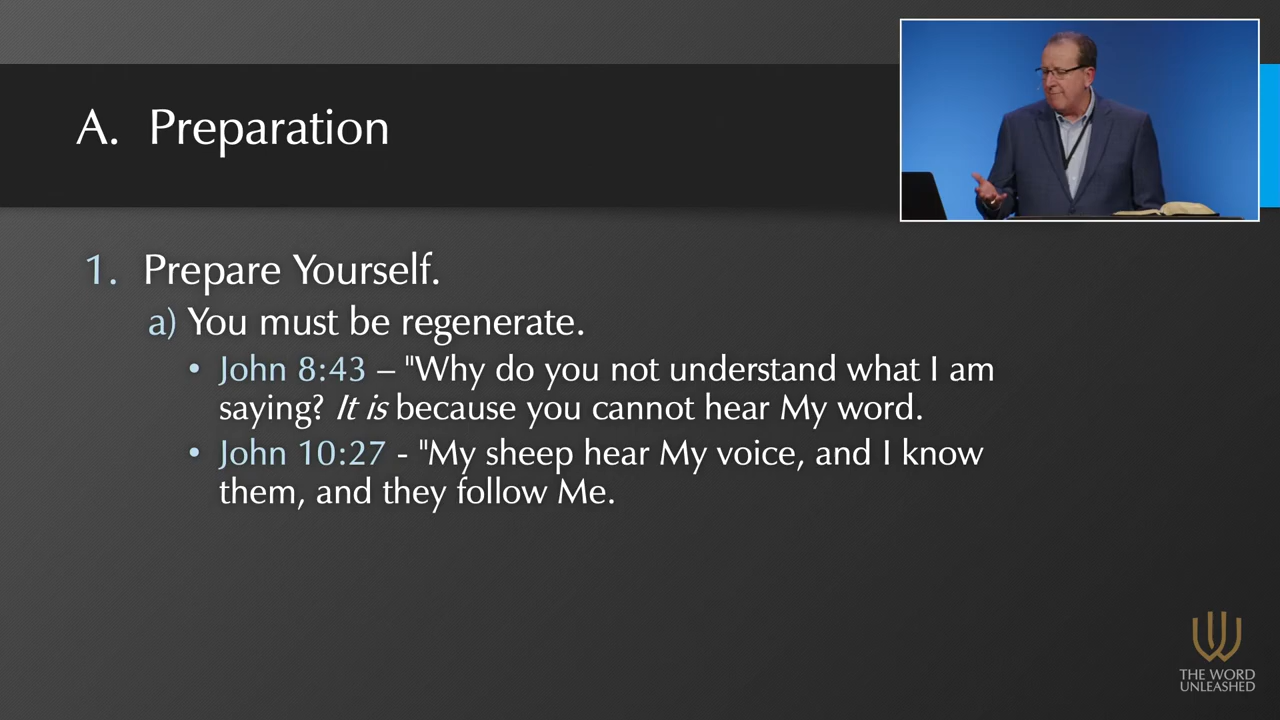 A. Preparation
1. Prepare Yourself.
a) You must be regenerate.
• John 8:43 – "Why do you not understand what I am
saying? It is because you cannot hear My word.
• John 10:27 - "My sheep hear My voice, and I know
them, and they follow Me.
THE WORD
UNLEASHED